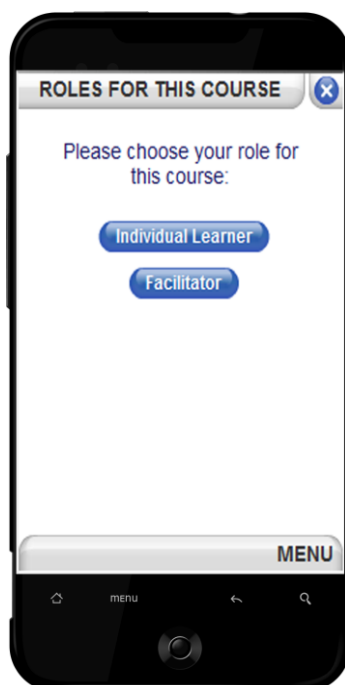 ROLES FOR THIS COURSE
Please choose your role for
this course:
Individual Learner
Facilitator
MENU
menu